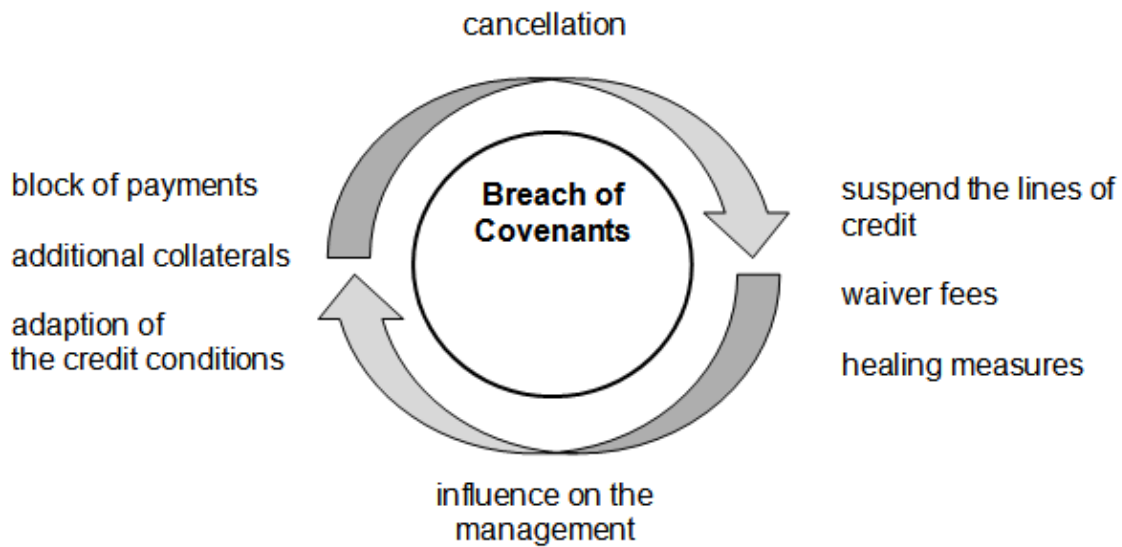 cancellation
block of payments
additional collaterals
adaption of
the credit conditions
Breach of
Covenants
suspend the lines of
credit
waiver fees
healing measures
influence on the
management